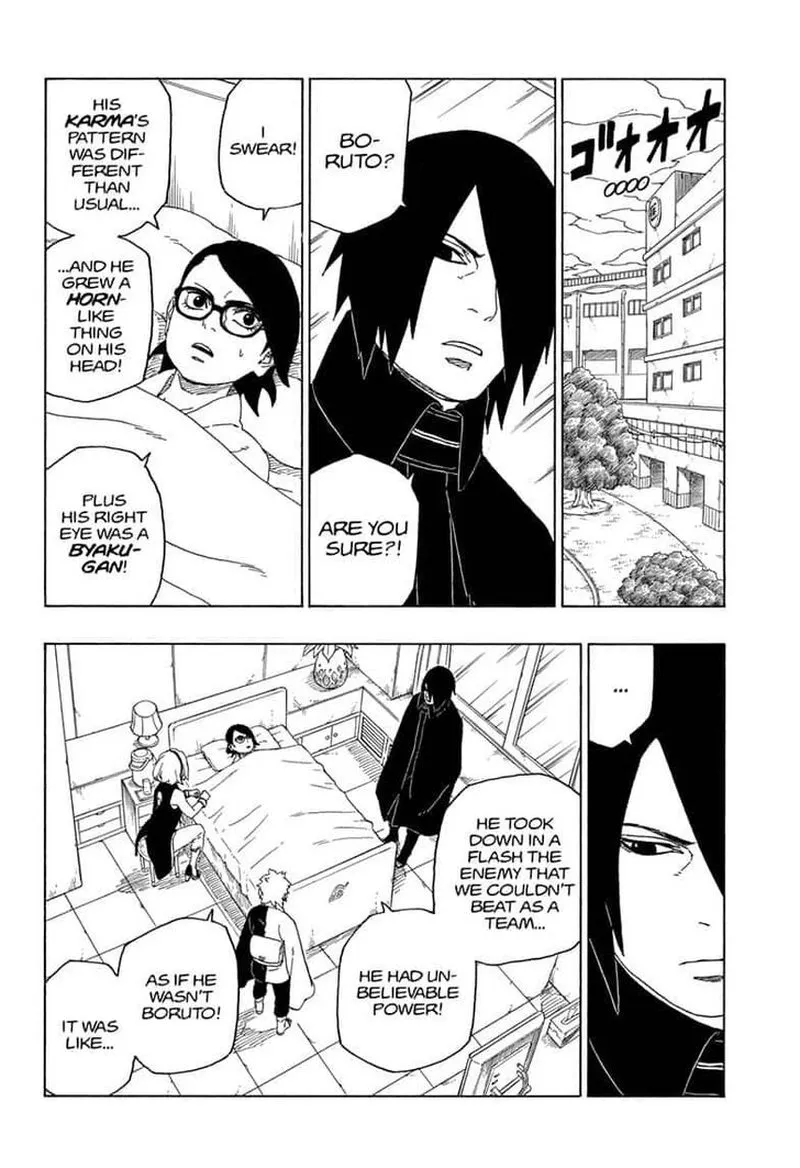 ゴオオオ
OOOO
BO-
RUTO?
ARE YOU
SURE?!
I
SWEAR!
HIS
KARMA'S
PATTERN
WAS DIF-
FERENT
THAN
USUAL...
...AND HE
GREW A
HORN-
LIKE
THING
ON HIS
HEAD!
PLUS
HIS RIGHT
EYE WAS A
BYAKU-
GAN!
...
HE TOOK
DOWN IN A
FLASH THE
ENEMY THAT
WE COULDN'T
BEAT AS A
TEAM...
HE HAD UN-
BELIEVABLE
POWER!
AS IF HE
WASN'T
BORUTO!
IT WAS
LIKE...